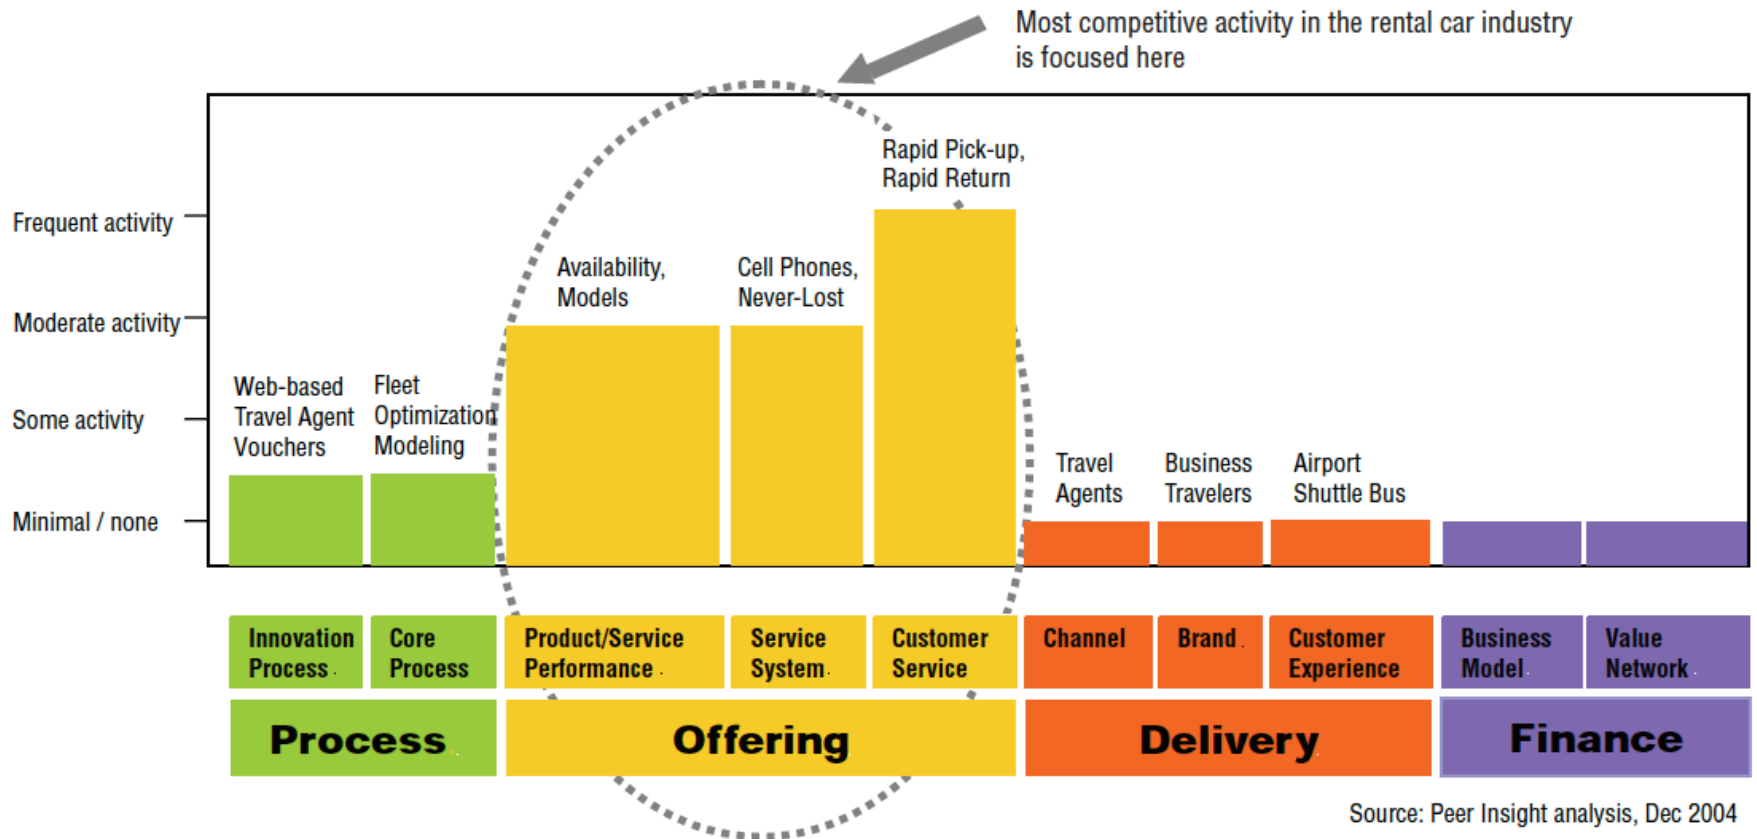 Most competitive activity in the rental car industry
is focused here
Rapid Pick-up,
Rapid Return
Frequent activity
Availability,
Models
Cell Phones,
Never-Lost
Moderate activity
Web-based
Travel Agent
Vouchers
Fleet
Optimization
Modeling
Some activity
Travel
Agents
Business
Travelers
Airport
Shuttle Bus
Minimal / none
Innovation
Process
Core
Process
Product/Service
Performance
Service
System
Customer
Service
Channel
Brand
Customer
Experience
Business
Model
Value
Network
Process
Offering
Delivery
Finance
Source: Peer Insight analysis, Dec 2004